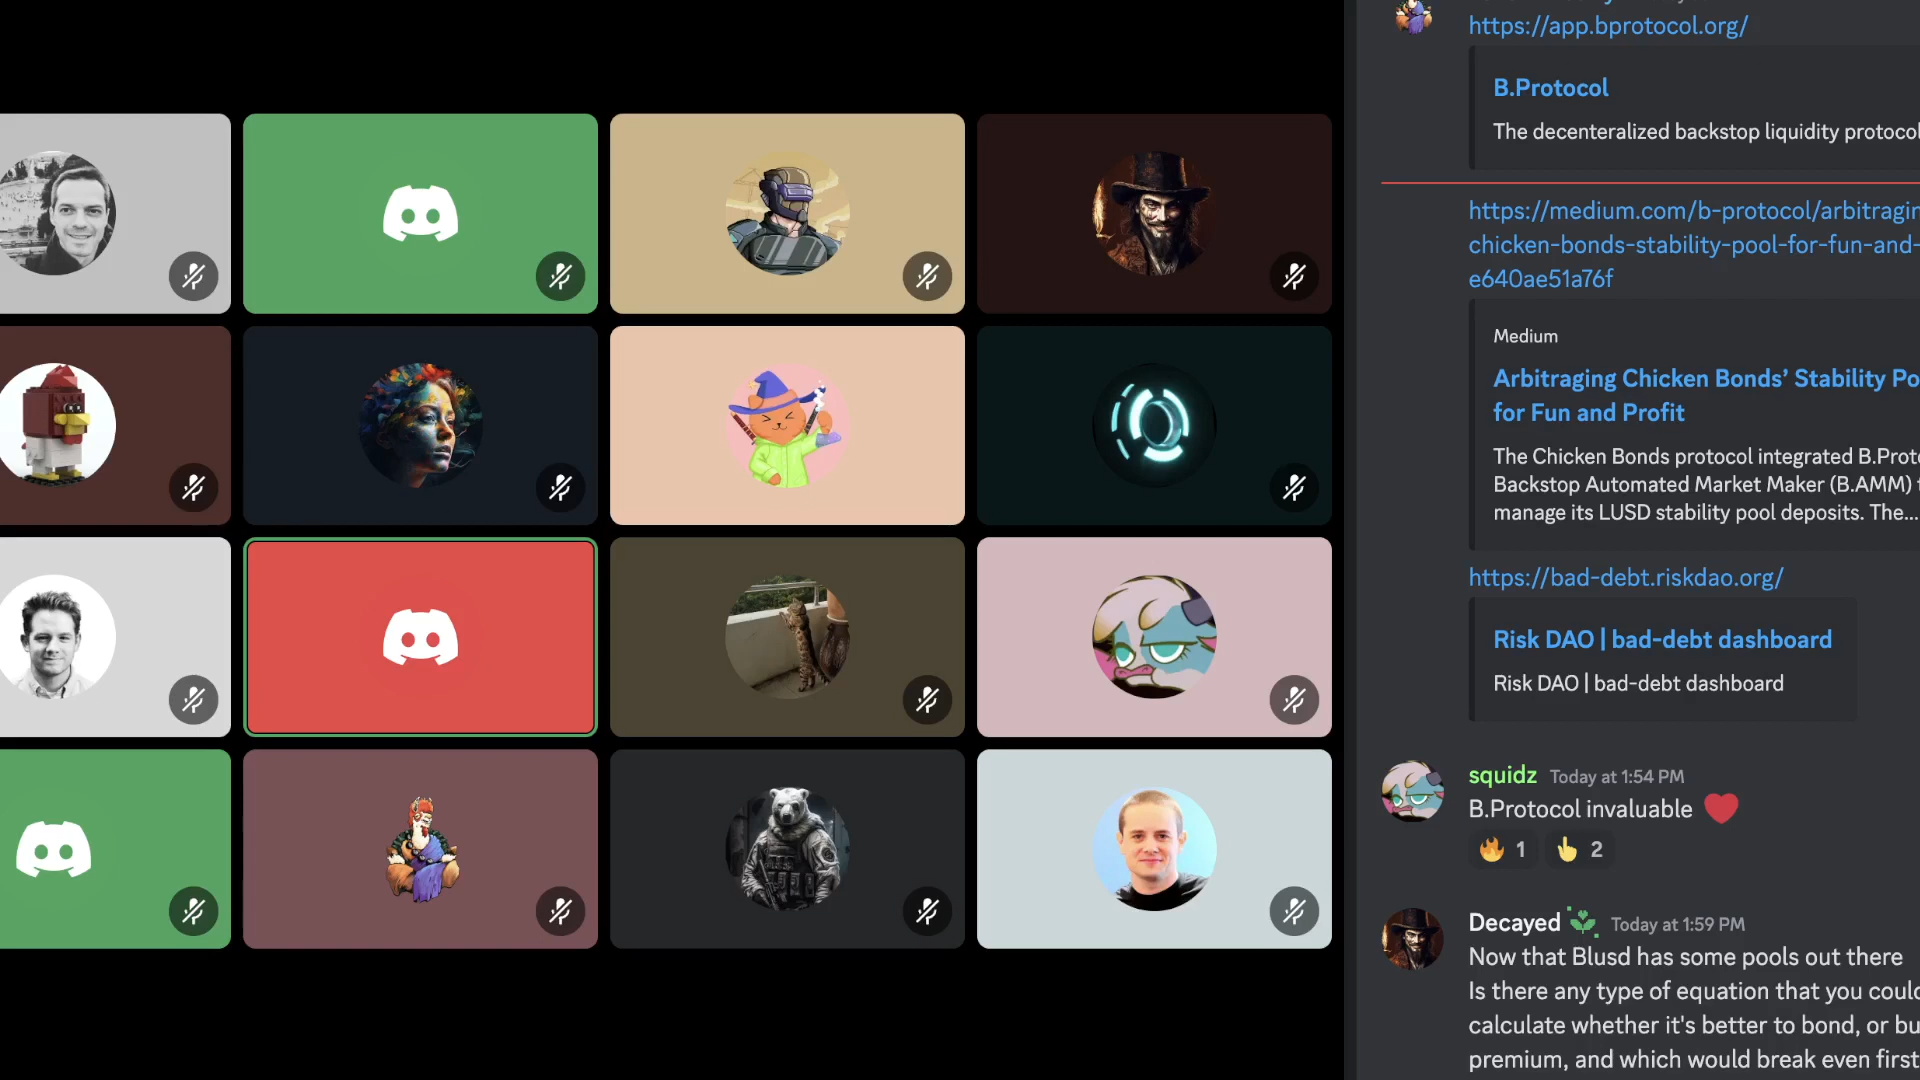 https://app.bprotocol.org/
B.Protocol
The decenteralized backstop liquidity protocol
https://medium.com/b-protocol/arbitragin
chicken-bonds-stability-pool-for-fun-and-
e640ae51a76f
Medium
Arbitraging Chicken Bonds’ Stability Po
for Fun and Profit
The Chicken Bonds protocol integrated B.Proto
Backstop Automated Market Maker (B.AMM) t
manage its LUSD stability pool deposits. The...
https://bad-debt.riskdao.org/
Risk DAO | bad-debt dashboard
Risk DAO | bad-debt dashboard
squidz Today at 1:54 PM
B.Protocol invaluable ❤️
🔥 1 👆 2
Decayed Today at 1:59 PM
Now that Blusd has some pools out there
Is there any type of equation that you could
calculate whether it's better to bond, or bu
premium, and which would break even first